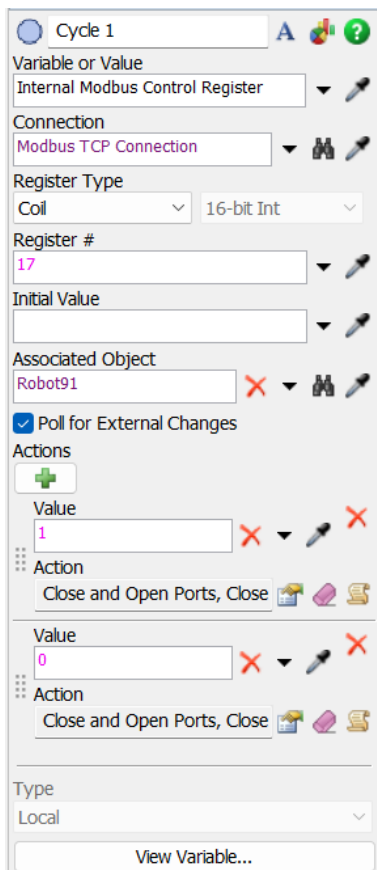 Cycle 1
A
?
Variable or Value
Internal Modbus Control Register
Connection
Modbus TCP Connection
Register Type
Coil 16-bit Int
Register #
17
Initial Value
Associated Object
Robot91
Poll for External Changes
Actions
Value
1
Action
Close and Open Ports, Close
Value
0
Action
Close and Open Ports, Close
Type
Local
View Variable...